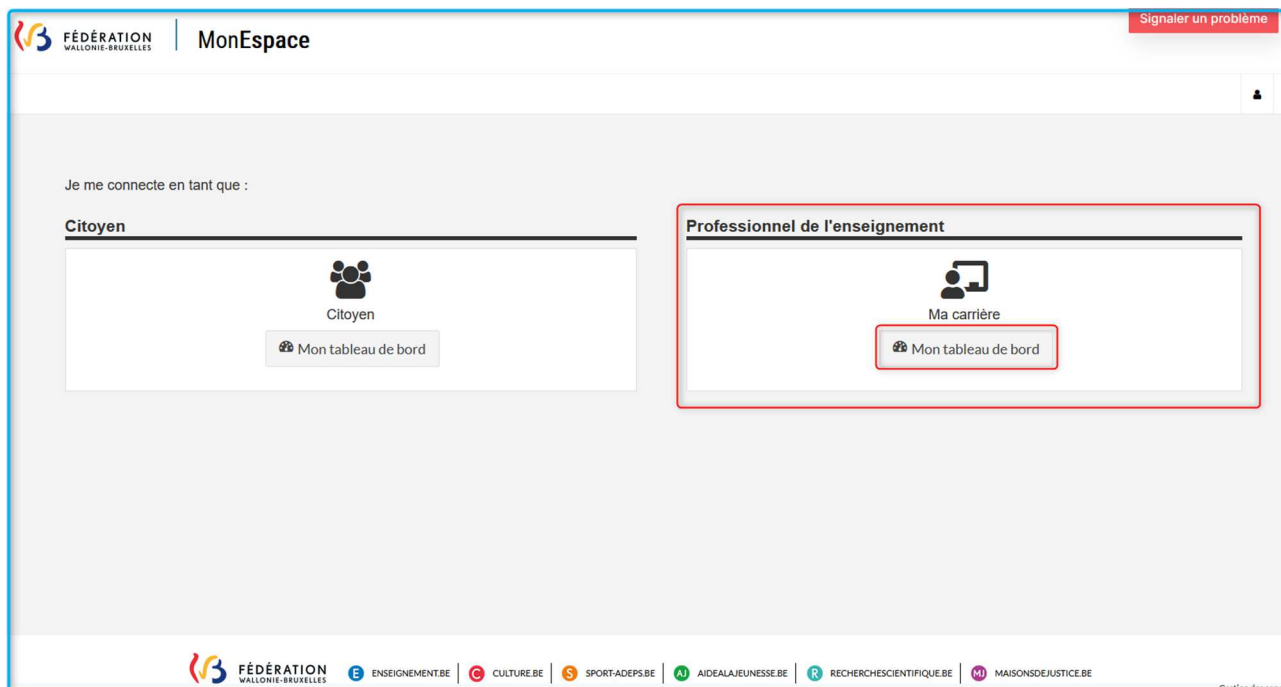 Signaler un problème
FÉDÉRATION
WALLONIE-BRUXELLES
MonEspace
Je me connecte en tant que :
Citoyen
Citoyen
Mon tableau de bord
Professionnel de l'enseignement
Ma carrière
Mon tableau de bord
FÉDÉRATION
WALLONIE-BRUXELLES
E ENSEIGNEMENT.BE
C CULTURE.BE
S SPORT-ADEPS.BE
AJ AIDEALAJEUNESSE.BE
R RECHERCHESCIENTIFIQUE.BE
MJ MAISONSDEJUSTICE.BE